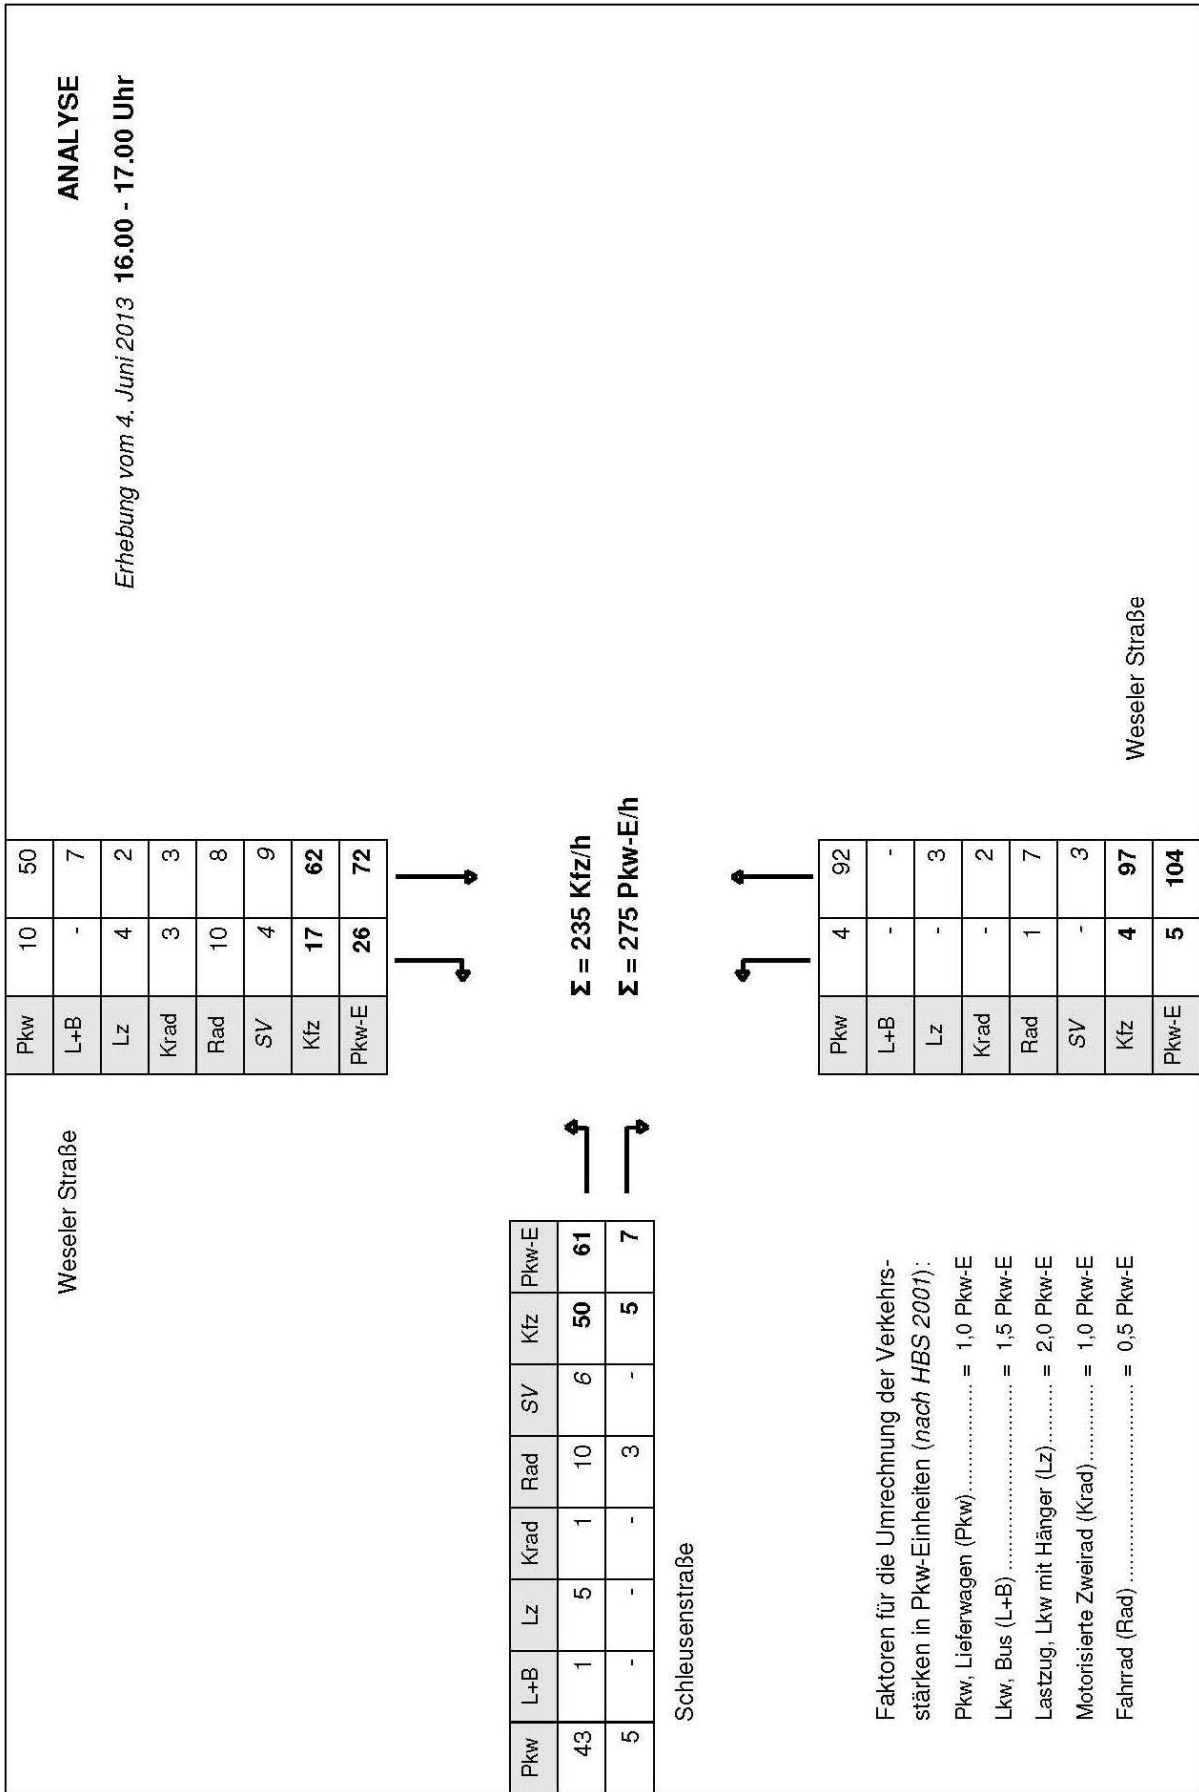 ANALYSE
Erhebung vom 4. Juni 2013 16.00 - 17.00 Uhr
Weseler Straße
Pkw 10 50
L+B - 7
Lz 4 2
Krad 3 3
Rad 10 8
SV 4 9
Kfz 17 62
Pkw-E 26 72
Pkw L+B Lz Krad Rad SV Kfz Pkw-E
43 1 5 1 10 6 50 61
5 - - - 3 - 5 7
Schleusenstraße
Σ = 235 Kfz/h
Σ = 275 Pkw-E/h
Pkw 4 92
L+B - -
Lz - 3
Krad - 2
Rad 1 7
SV - 3
Kfz 4 97
Pkw-E 5 104
Weseler Straße
Faktoren für die Umrechnung der Verkehrs-
stärken in Pkw-Einheiten (nach HBS 2001):
Pkw, Lieferwagen (Pkw)................... = 1,0 Pkw-E
Lkw, Bus (L+B) ................................ = 1,5 Pkw-E
Lastzug, Lkw mit Hänger (Lz).......... = 2,0 Pkw-E
Motorisierte Zweirad (Krad)............. = 1,0 Pkw-E
Fahrrad (Rad) .................................. = 0,5 Pkw-E